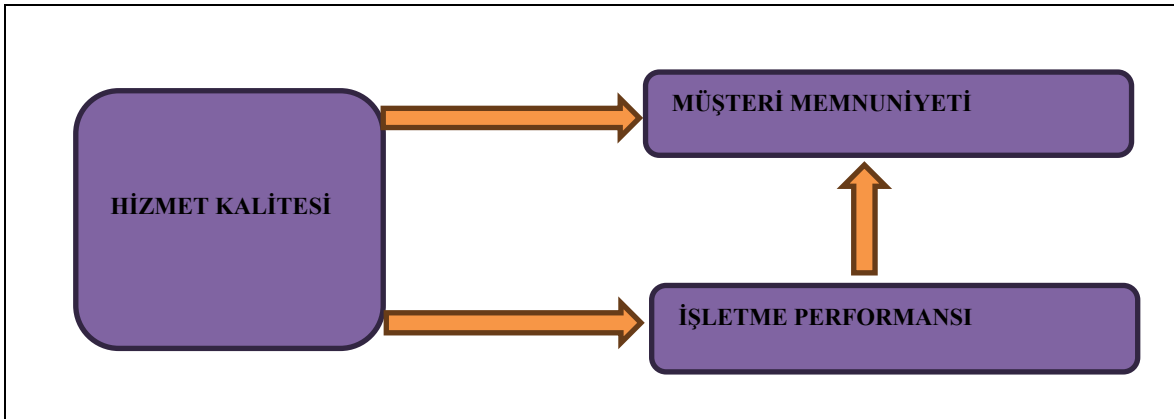 MÜŞTERİ MEMNUNİYETİ
HİZMET KALİTESİ
İŞLETME PERFORMANSI